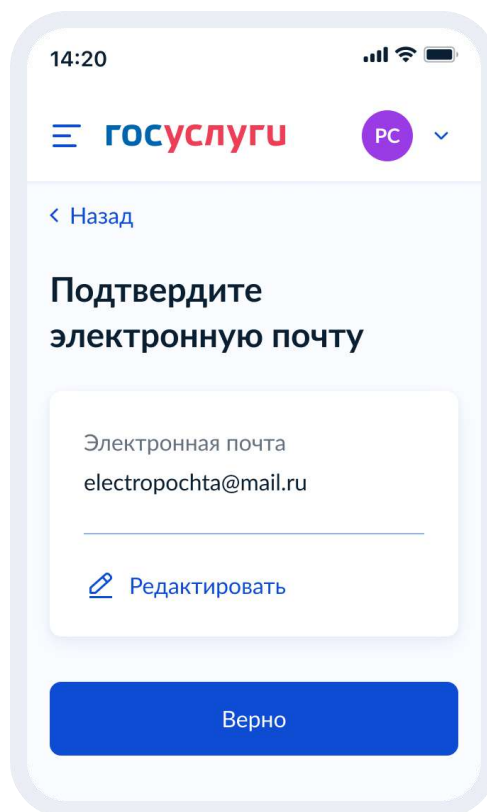 14:20
госуслуги
РС
Назад
Подтвердите
электронную почту
Электронная почта
electropochta@mail.ru
Редактировать
Верно